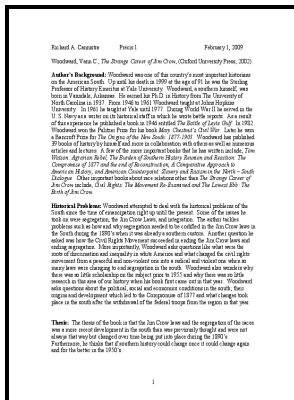 Richard A. Cannistra    Precis 1    February 1, 2009
Woodward, Vann C., The Strange Career of Jim Crow, (Oxford University Press, 2002).
Author's Background: Woodward was one of this country's most important historians
on the American South. Up until his death in 1999 at the age of 91 he was the Sterling
Professor of History Emeritus at Yale University. Woodward, a southerner himself, was
born in Vanndale, Arkansas. He earned his Ph.D. in History from The University of
North Carolina in 1937. From 1946 to 1961 Woodward taught at Johns Hopkins
University. In 1961 he taught at Yale until 1977. During World War II he served in the
U.S. Navy as a writer on its historical staff in which he wrote battle reports. As a result
of this experience he published a book in 1946 entitled The Battle of Leyte Gulf. In 1982
Woodward won the Pulitzer Prize for his book Mary Chestnut's Civil War. Later he won
a Bancroft Prize for The Origins of the New South: 1877-1903. Woodward has published
39 books of history by himself and more in collaboration with others as well as numerous
articles and lectures. A few of the more important books that he has written include, Tom
Watson: Agrarian Rebel, The Burden of Southern History Reunion and Reaction: The
Compromise of 1877 and the end of Reconstruction, A Comparative Approach to
American History, and American Counterpoint: Slavery and Racism in the North – South
Dialogue. Other important books about race relations other than The Strange Career of
Jim Crow include, Civil Rights: The Movement Re-Examined and The Lowest Ebb: The
Birth of Jim Crow.
Historical Problems: Woodward attempted to deal with the historical problems of the
South since the time of emancipation right up until the present. Some of the issues he
took on were segregation, the Jim Crow Laws, and integration. The author tackles
problems such as how and why segregation needed to be codified in the Jim Crow laws in
the South during the 1890's when it was already a southern custom. Another question he
asked was how the Civil Rights Movement succeeded in ending the Jim Crow laws and
ending segregation. More importantly, Woodward asks questions like what were the
roots of discrimination and inequality in white America and what changed the civil rights
movement from a peaceful and non-violent one into a radical and violent one when so
many laws were changing to end segregation in the south. Woodward also wonders why
there was so little scholarship on the subject prior to 1955 and why there was so little
research in this area of our history when his book first came out in that year. Woodward
asks questions about the political, social and economic conditions in the south, their
origins and development which led to the Compromise of 1877 and what changes took
place in the south after the withdrawal of the federal troops from the region in that year.
Thesis: The thesis of the book is that the Jim Crow laws and the segregation of the races
was a more recent development in the south than was previously thought and were not
always that way but changed over time being put into place during the 1890's.
Furthermore, he thinks that if southern history could change once it could change again
and for the better in the 1950's.
1